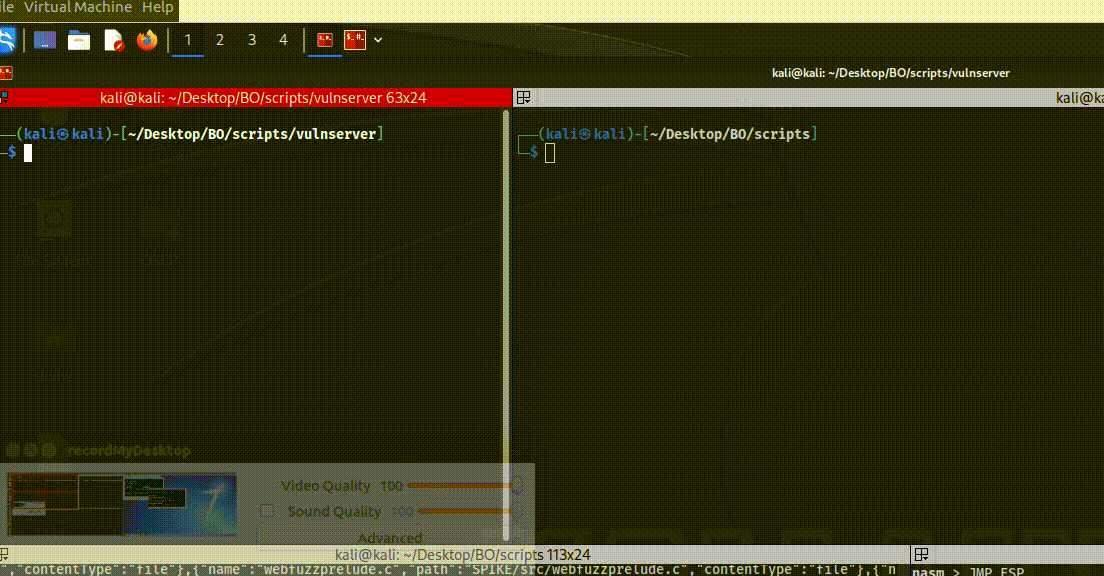 ile Virtual Machine Help
1 2 3 4
kali@kali: ~/Desktop/BO/scripts/vulnserver
kali@kali: ~/Desktop/BO/scripts/vulnserver 63x24
kali@ka
(kali㉿kali)-[~/Desktop/BO/scripts/vulnserver]
$
(kali㉿kali)-[~/Desktop/BO/scripts]
$
File System
Home
recordMyDesktop
Video Quality 100
Sound Quality 100
Advanced
kali@kali: ~/Desktop/BO/scripts 113x24
","contentType":"file"},{"name":"webfuzzprelude.c","path":"SPIKE/src/webfuzzprelude.c","contentType":"file"},{"n
nasm > JMP ESP